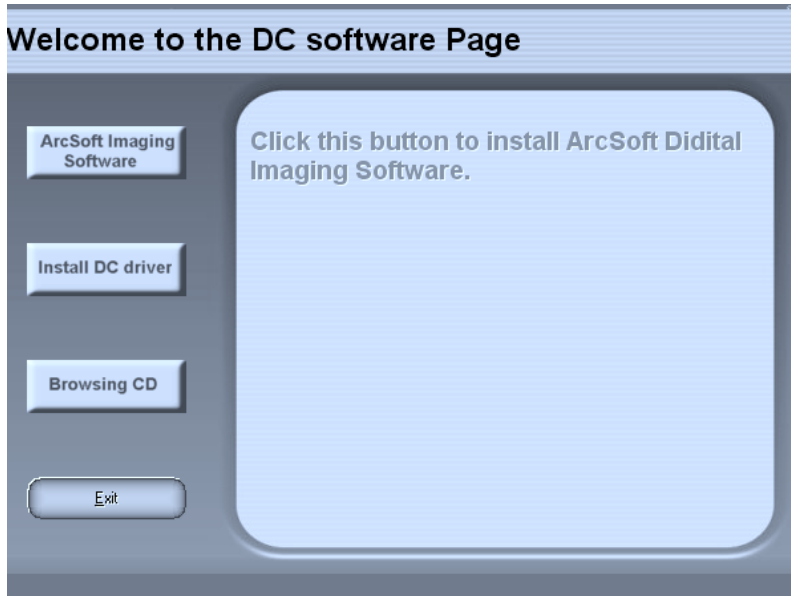 Welcome to the DC software Page
ArcSoft Imaging
Software
Click this button to install ArcSoft Didital
Imaging Software.
Install DC driver
Browsing CD
Exit